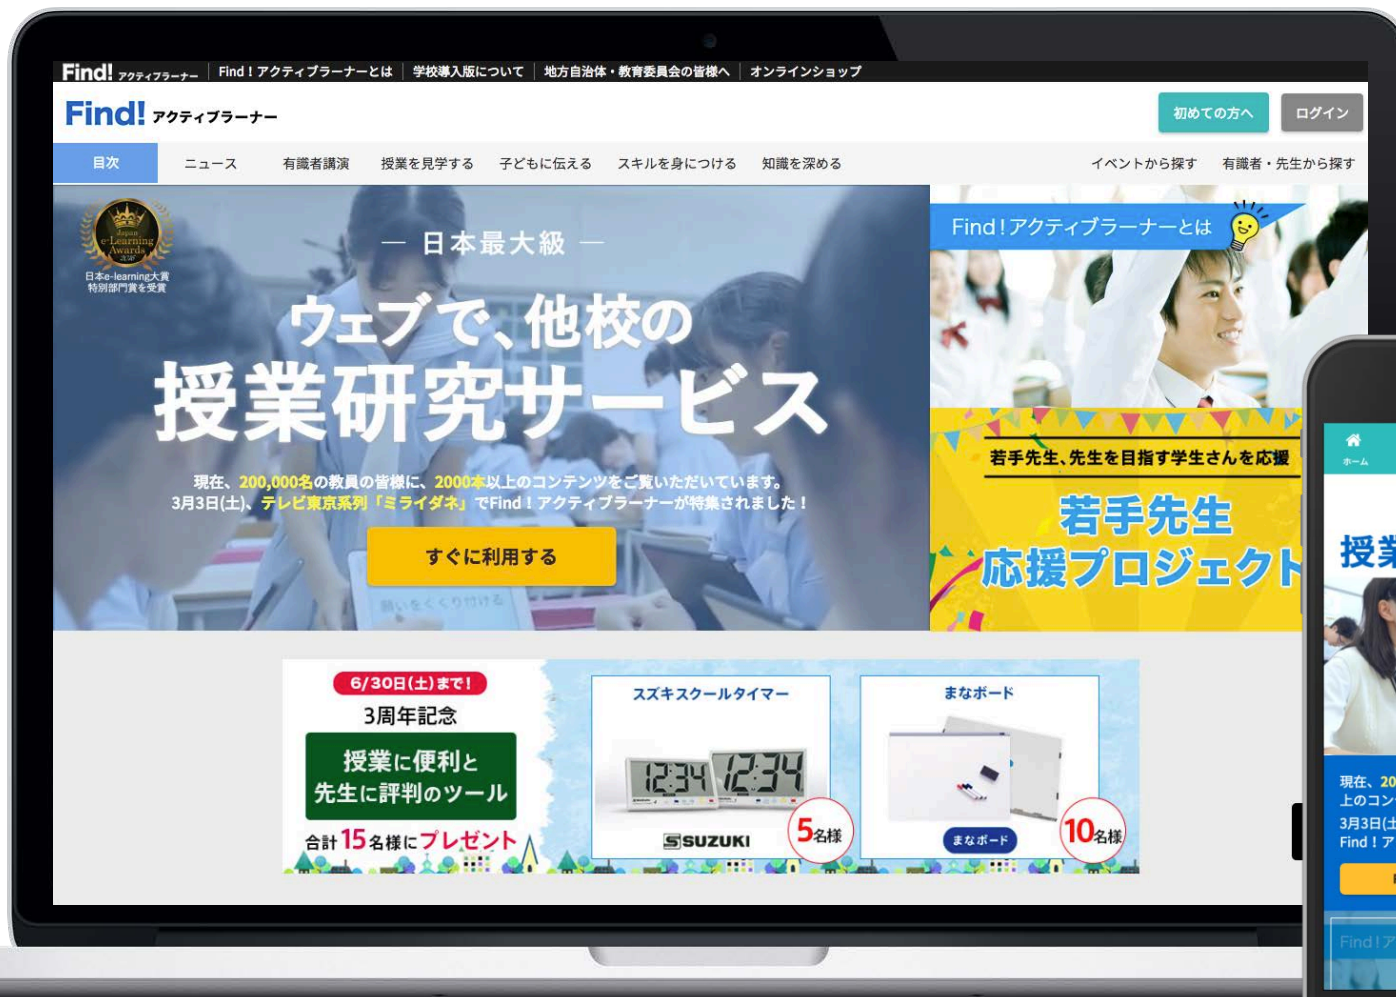 Find! アクティブラーナー
Find！アクティブラーナーとは
学校導入版について
地方自治体・教育委員会の皆様へ
オンラインショップ
Find! アクティブラーナー
初めての方へ
ログイン
目次
ニュース
有識者講演
授業を見学する
子どもに伝える
スキルを身につける
知識を深める
イベントから探す
有識者・先生から探す
Japan
e-Learning
Awards
日本e-learning大賞
特別部門賞を受賞
― 日本最大級 ―
ウェブで、他校の
授業研究サービス
現在、200,000名の教員の皆様に、2000本以上のコンテンツをご覧いただいています。
3月3日(土)、テレビ東京系列「ミライダネ」でFind！アクティブラーナーが特集されました！
すぐに利用する
願いをくくり付ける
Find！アクティブラーナーとは
若手先生、先生を目指す学生さんを応援
若手先生
応援プロジェクト
6/30日(土)まで!
3周年記念
授業に便利と
先生に評判のツール
合計15名様にプレゼント
スズキスクールタイマー
12:34
12:34
SUZUKI
5名様
まなボード
まなボード
10名様
ホーム
授業
現在、20
上のコン
3月3日(土
Find！ア
Find！ア